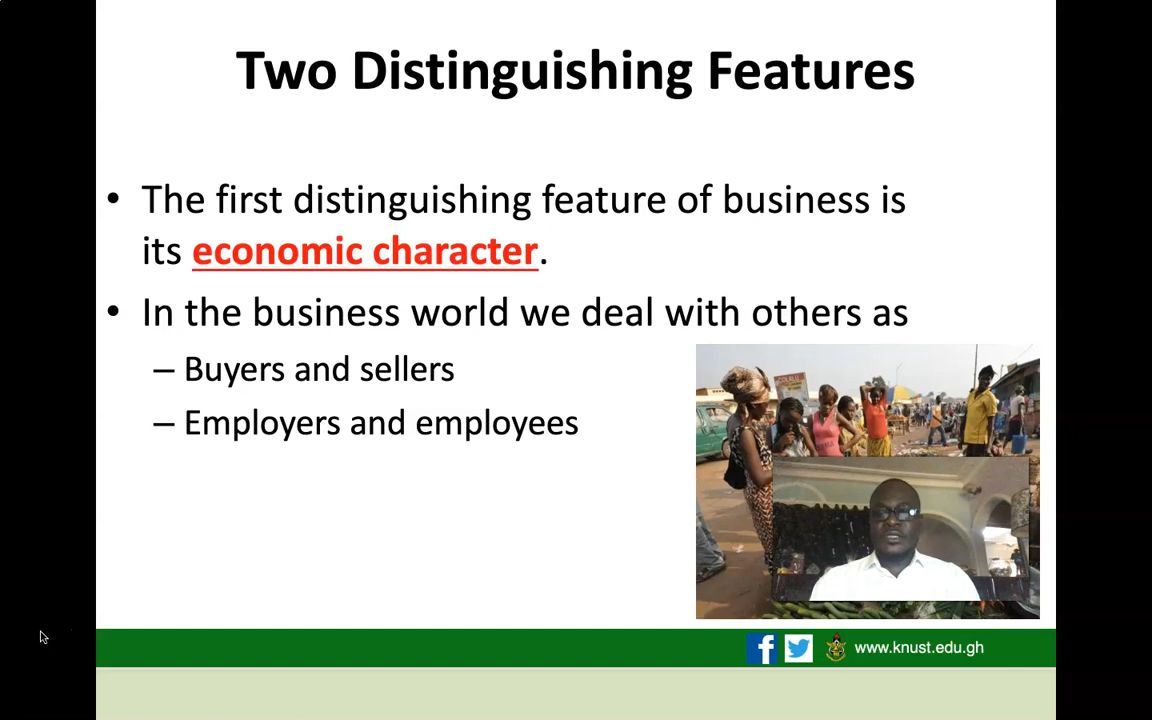 Two Distinguishing Features
• The first distinguishing feature of business is
its economic character.
• In the business world we deal with others as
– Buyers and sellers
– Employers and employees
www.knust.edu.gh